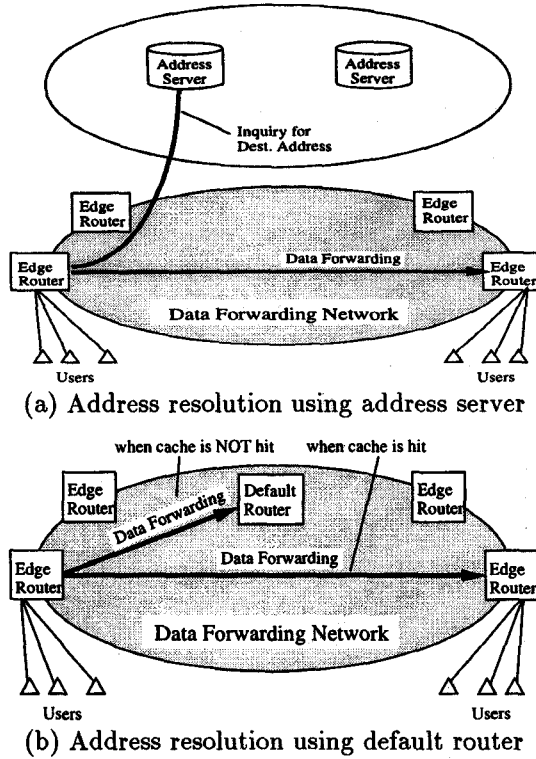 Address
Server
Address
Server
Inquiry for
Dest. Address
Edge
Router
Edge
Router
Edge
Router
Data Forwarding
Edge
Router
Data Forwarding Network
Users
Users
(a) Address resolution using address server
when cache is NOT hit
when cache is hit
Edge
Router
Data Forwarding
Default
Router
Edge
Router
Edge
Router
Data Forwarding
Edge
Router
Data Forwarding Network
Users
Users
(b) Address resolution using default router